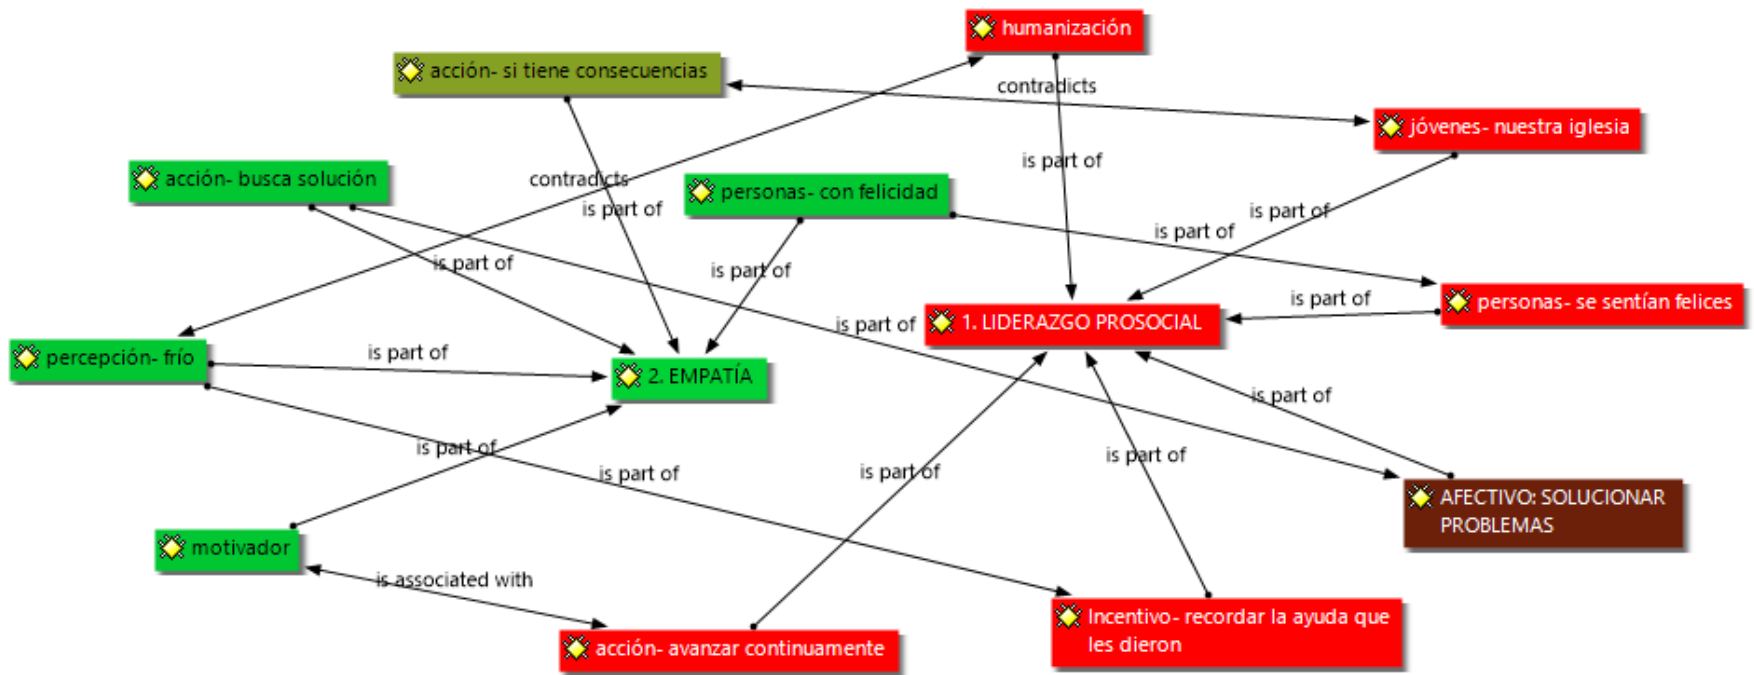 humanización
acción- si tiene consecuencias
contradicts
jóvenes- nuestra iglesia
is part of
acción- busca solución
contradicts
personas- con felicidad
is part of
is part of
is part of
is part of
is part of
is part of
personas- se sentían felices
1. LIDERAZGO PROSOCIAL
is part of
percepción- frío
is part of
2. EMPATÍA
is part of
is part of
is part of
is part of
is part of
AFECTIVO: SOLUCIONAR
PROBLEMAS
motivador
is associated with
Incentivo- recordar la ayuda que
les dieron
acción- avanzar continuamente